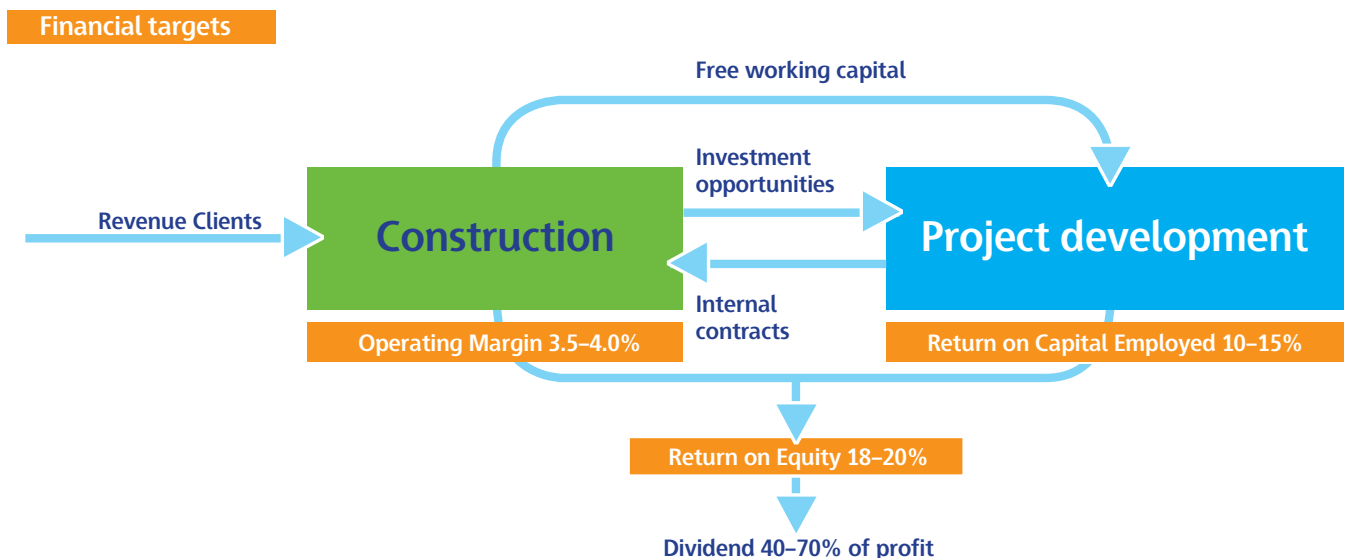 Financial targets
Free working capital
Investment
opportunities
Revenue Clients
Construction
Project development
Internal
contracts
Operating Margin 3.5–4.0%
Return on Capital Employed 10–15%
Return on Equity 18–20%
Dividend 40–70% of profit